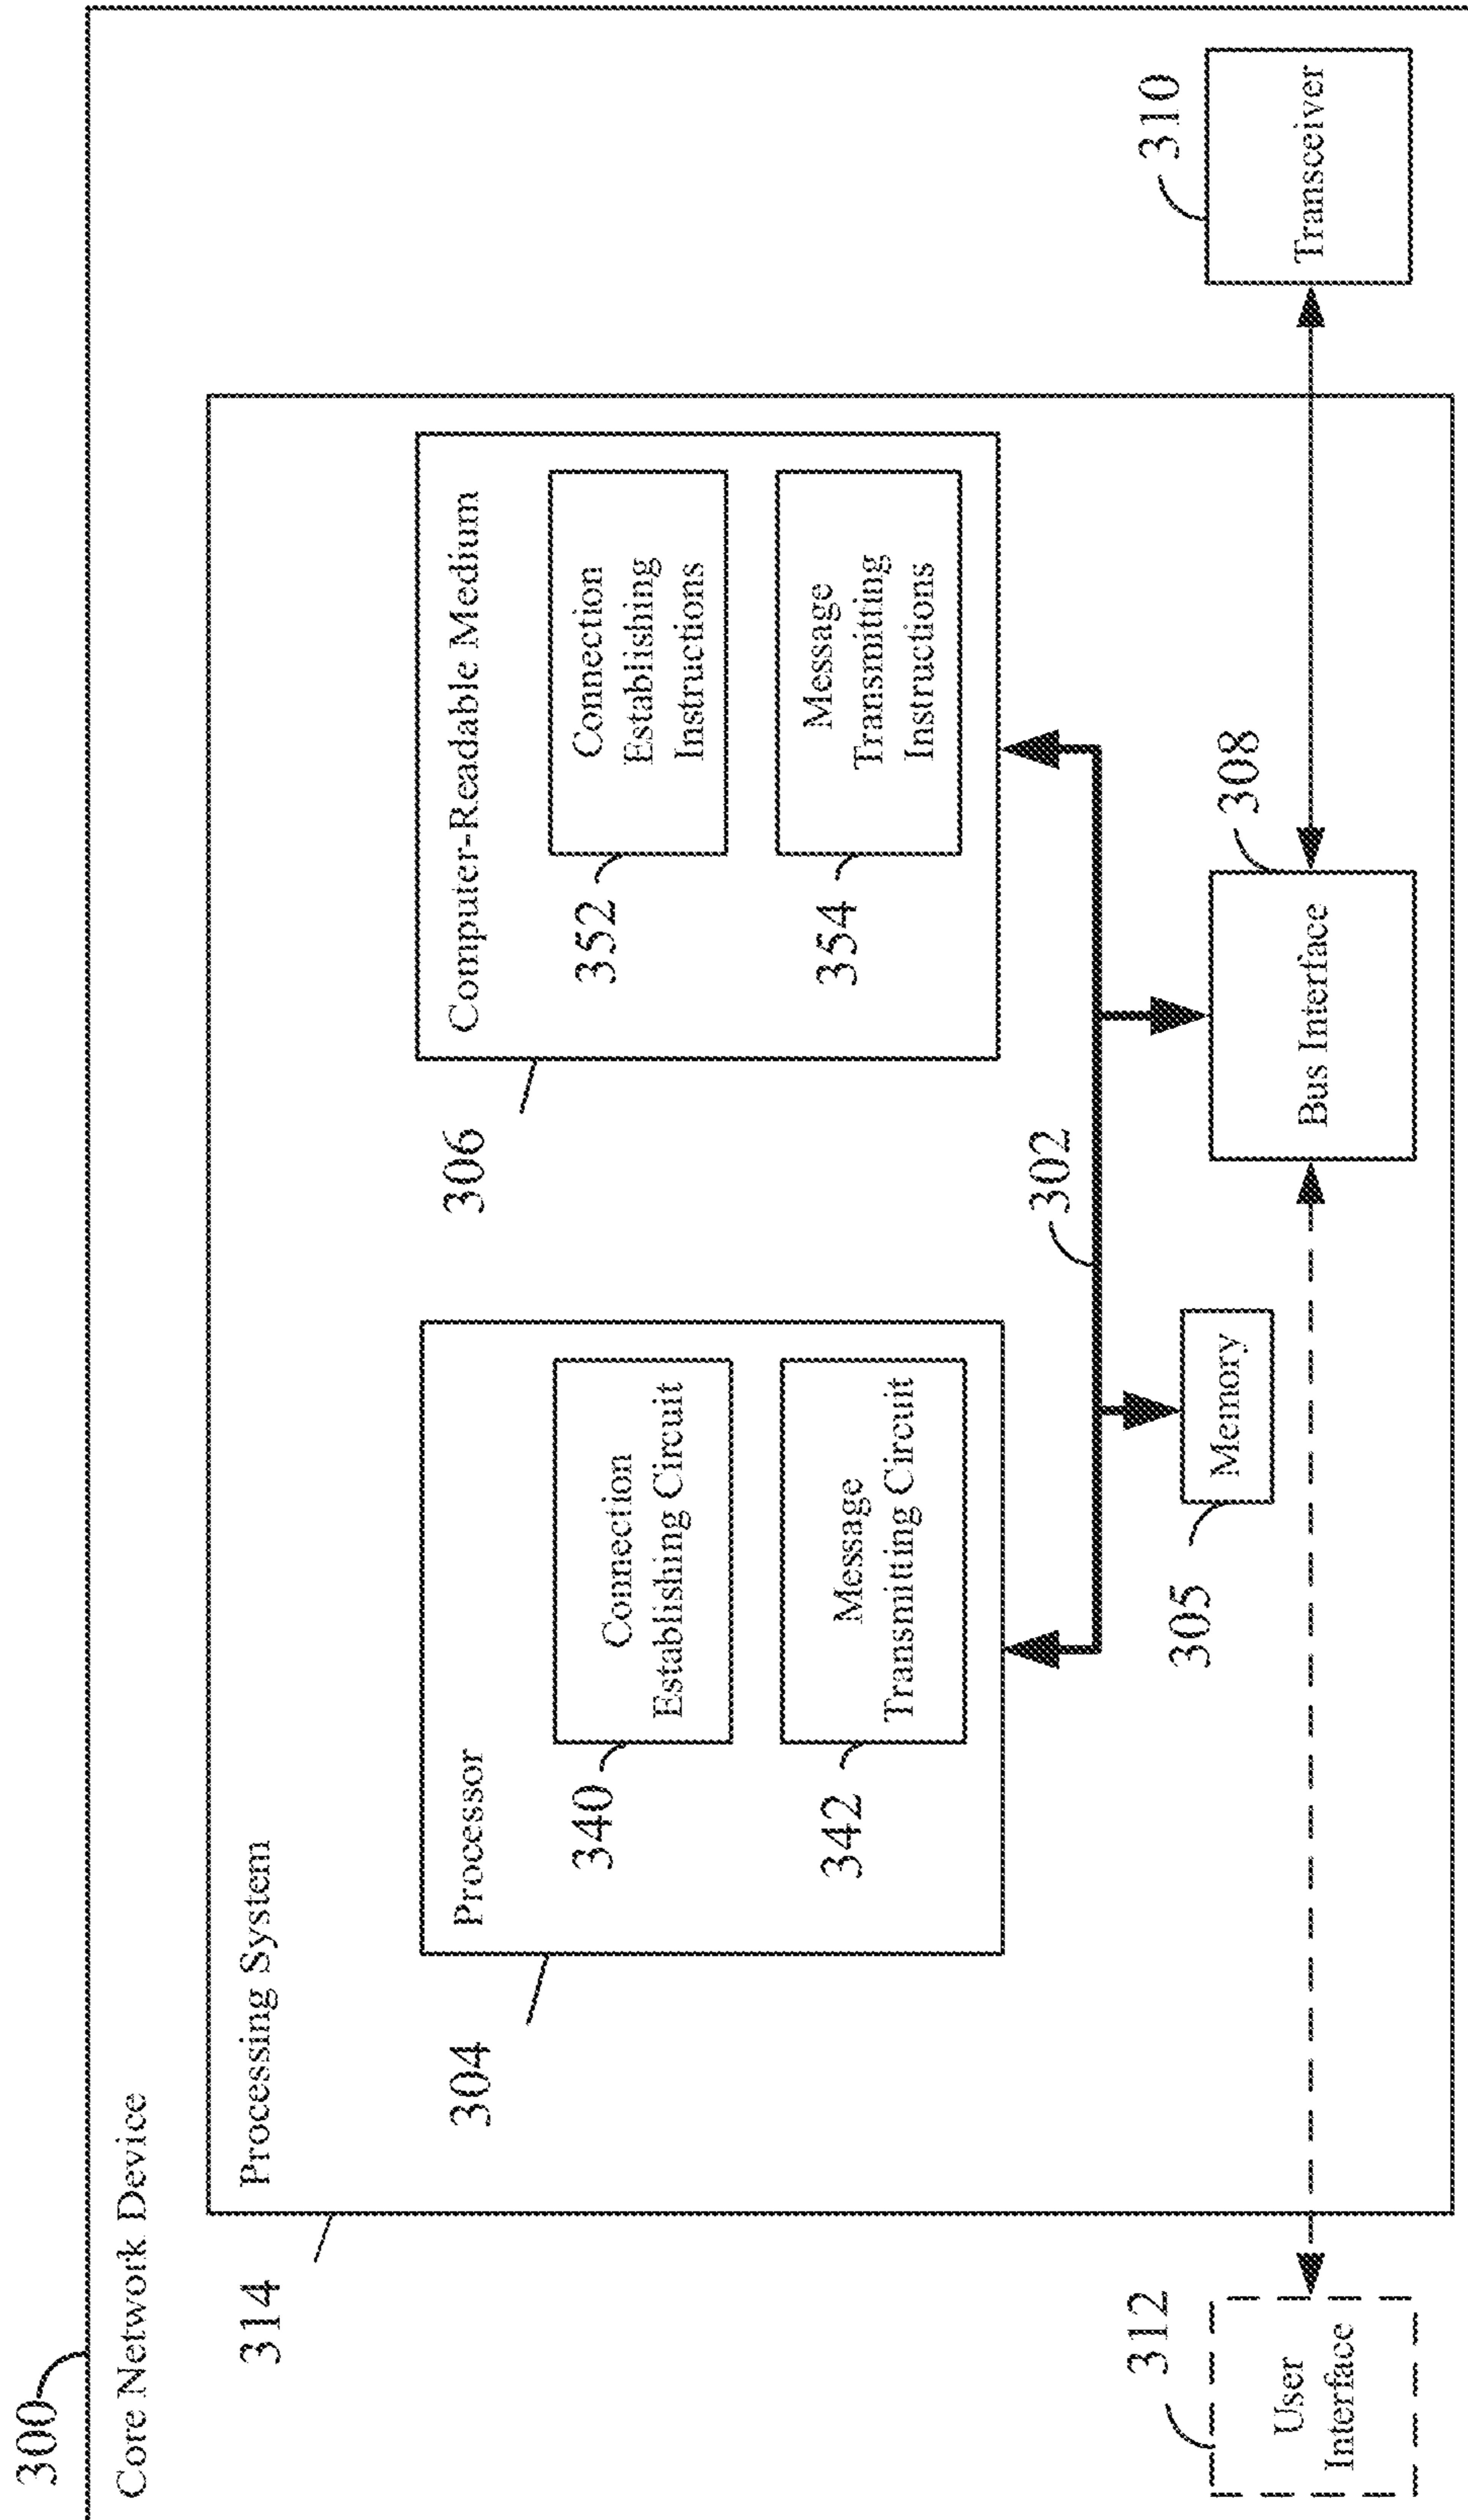 300
Core Network Device
314
Processing System
304
Processor
340
Connection
Establishing Circuit
342
Message
Transmitting Circuit
306
Computer-Readable Medium
352
Connection
Establishing
Instructions
354
Message
Transmitting
Instructions
302
305
Memory
308
Bus Interface
312
User
Interface
310
Transceiver